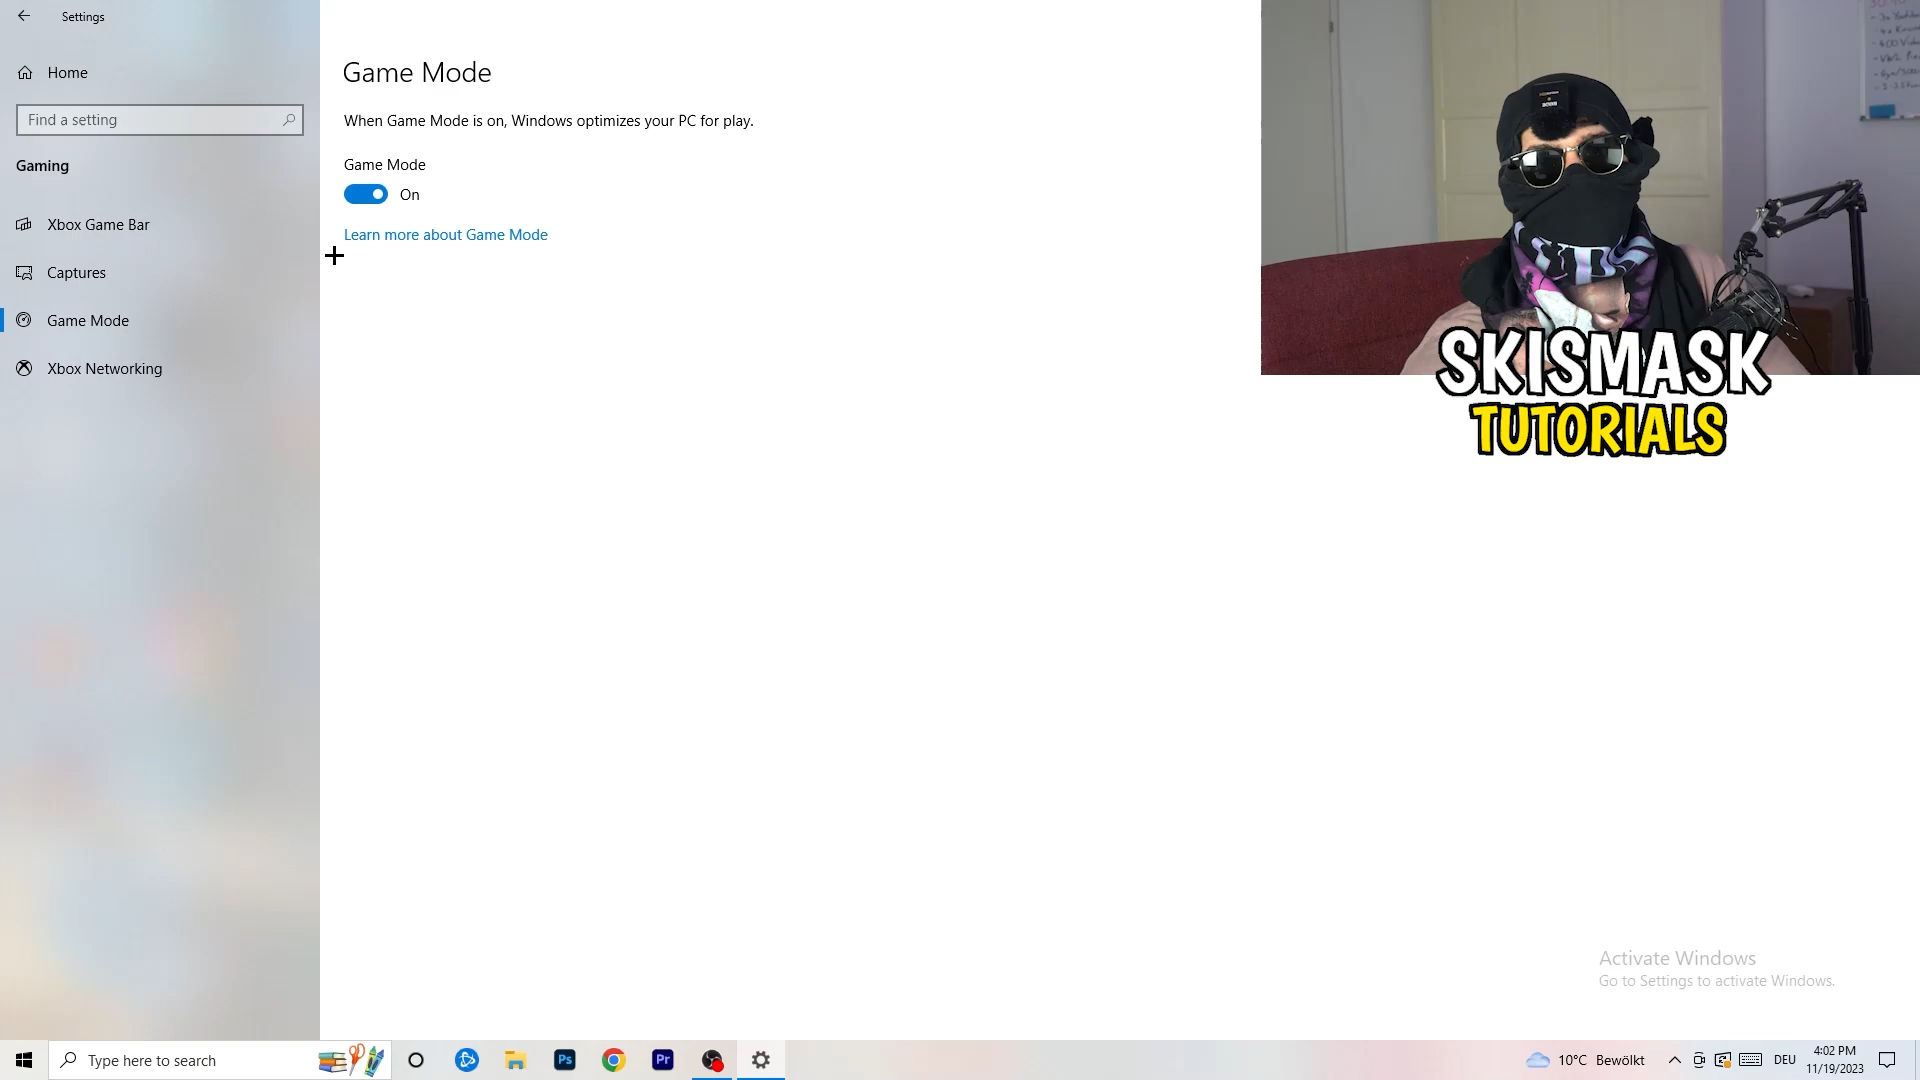 Settings
Home
Find a setting
Gaming
Xbox Game Bar
Captures
Game Mode
Xbox Networking
Game Mode
When Game Mode is on, Windows optimizes your PC for play.
Game Mode
On
Learn more about Game Mode
SKISMASK
TUTORIALS
Activate Windows
Go to Settings to activate Windows.
Type here to search
Ps
Pr
10°C Bewölkt
DEU
4:02 PM
11/19/2023